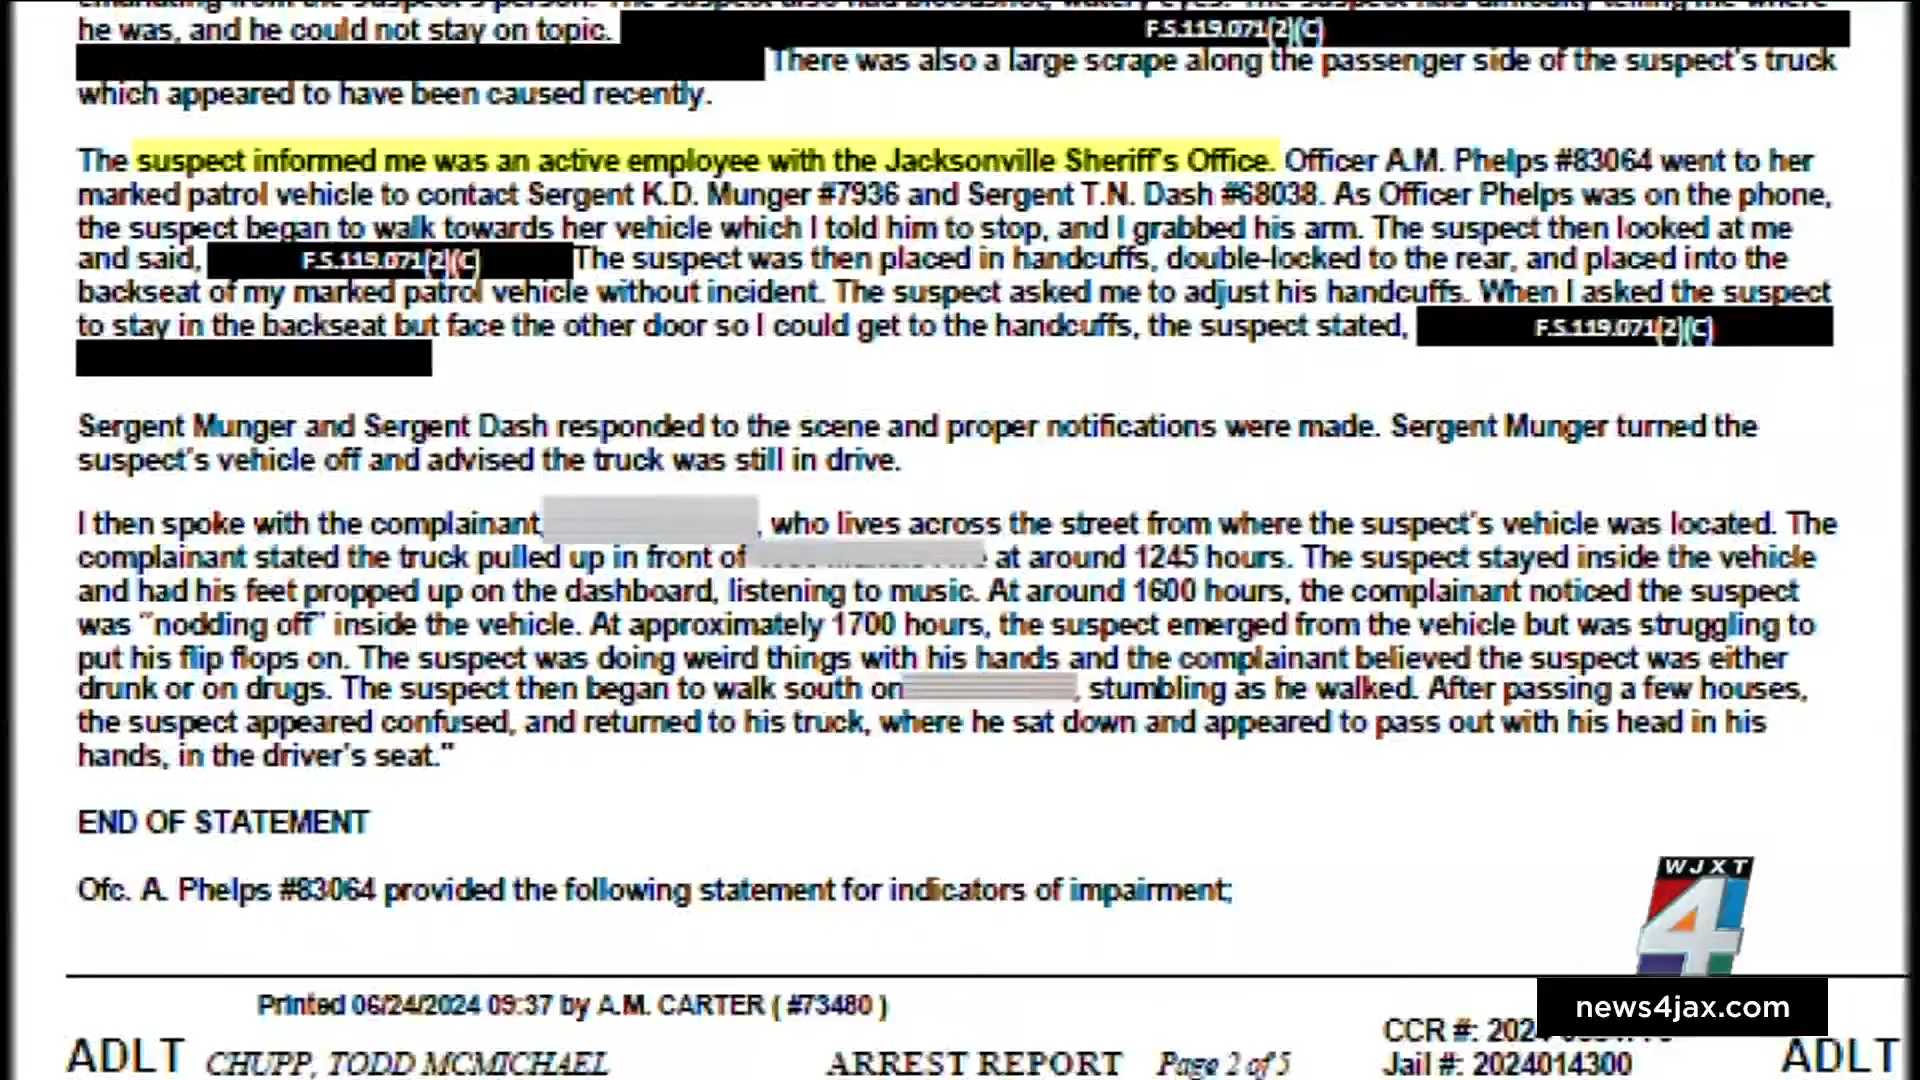 emanating from the suspect's person. The suspect also had bloodshot, watery eyes. The suspect had difficulty telling me where
he was, and he could not stay on topic. F.S.119.071(2)(C)
There was also a large scrape along the passenger side of the suspect's truck
which appeared to have been caused recently.
The suspect informed me was an active employee with the Jacksonville Sheriff's Office. Officer A.M. Phelps #83064 went to her
marked patrol vehicle to contact Sergent K.D. Munger #7936 and Sergent T.N. Dash #68038. As Officer Phelps was on the phone,
the suspect began to walk towards her vehicle which I told him to stop, and I grabbed his arm. The suspect then looked at me
and said, F.S.119.071(2)(C) The suspect was then placed in handcuffs, double-locked to the rear, and placed into the
backseat of my marked patrol vehicle without incident. The suspect asked me to adjust his handcuffs. When I asked the suspect
to stay in the backseat but face the other door so I could get to the handcuffs, the suspect stated, F.S.119.071(2)(C)
Sergent Munger and Sergent Dash responded to the scene and proper notifications were made. Sergent Munger turned the
suspect's vehicle off and advised the truck was still in drive.
I then spoke with the complainant, , who lives across the street from where the suspect's vehicle was located. The
complainant stated the truck pulled up in front of at around 1245 hours. The suspect stayed inside the vehicle
and had his feet propped up on the dashboard, listening to music. At around 1600 hours, the complainant noticed the suspect
was "nodding off" inside the vehicle. At approximately 1700 hours, the suspect emerged from the vehicle but was struggling to
put his flip flops on. The suspect was doing weird things with his hands and the complainant believed the suspect was either
drunk or on drugs. The suspect then began to walk south on , stumbling as he walked. After passing a few houses,
the suspect appeared confused, and returned to his truck, where he sat down and appeared to pass out with his head in his
hands, in the driver's seat."
END OF STATEMENT
Ofc. A. Phelps #83064 provided the following statement for indicators of impairment;
WJXT
4
news4jax.com
Printed 06/24/2024 09:37 by A.M. CARTER ( #73480 )
CCR #:
ADLT CHUPP, TODD MCMICHAEL ARREST REPORT Page 2 of 5 Jail #: 2024014300 ADLT